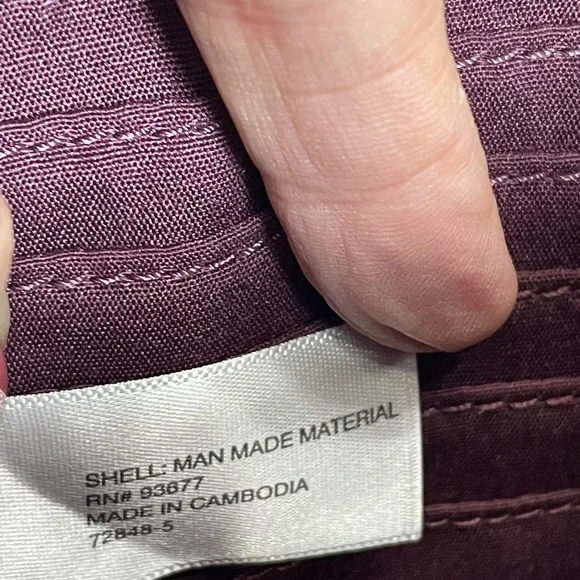 SHELL: MAN MADE MATERIAL
RN# 93677
MADE IN CAMBODIA
72848-5